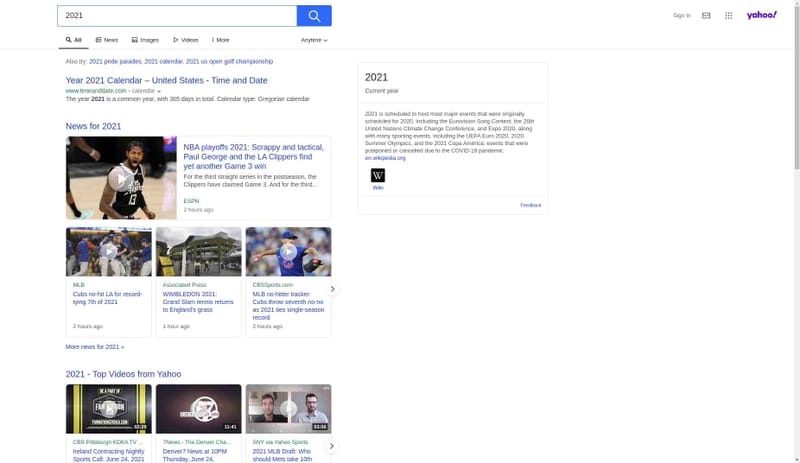 2021
Sign in
yahoo!
All
News
Images
Videos
More
Anytime
Also try: 2021 pride parades, 2021 calendar, 2021 us open golf championship
Year 2021 Calendar – United States - Time and Date
www.timeanddate.com › calendar
The year 2021 is a common year, with 365 days in total. Calendar type: Gregorian calendar
News for 2021
NBA playoffs 2021: Scrappy and tactical,
Paul George and the LA Clippers find
yet another Game 3 win
For the third straight series in the postseason, the
Clippers have claimed Game 3. And for the third...
ESPN
2 hours ago
MLB
Cubs no-hit LA for record-
tying 7th of 2021
2 hours ago
Associated Press
WIMBLEDON 2021:
Grand Slam tennis returns
to England's grass
1 hour ago
CBSSports.com
MLB no-hitter tracker:
Cubs throw seventh no-no
as 2021 ties single-season
record
2 hours ago
More news for 2021 »
2021 - Top Videos from Yahoo
BE A PART OF
FAN NATION
03:29
CBS Pittsburgh KDKA TV ...
Ireland Contracting Nightly
Sports Call: June 24, 2021
11:41
7News - The Denver Cha...
Denver7 News at 10PM
Thursday, June 24,
03:06
SNY via Yahoo Sports
2021 MLB Draft: Who
should Mets take 10th
2021
Current year
2021 is scheduled to host most major events that were originally
scheduled for 2020, including the Eurovision Song Contest, the 26th
United Nations Climate Change Conference, and Expo 2020, along
with many sporting events, including the UEFA Euro 2020, 2020
Summer Olympics, and the 2021 Copa América; events that were
postponed or canceled due to the COVID-19 pandemic.
en.wikipedia.org
W
Wiki
Feedback